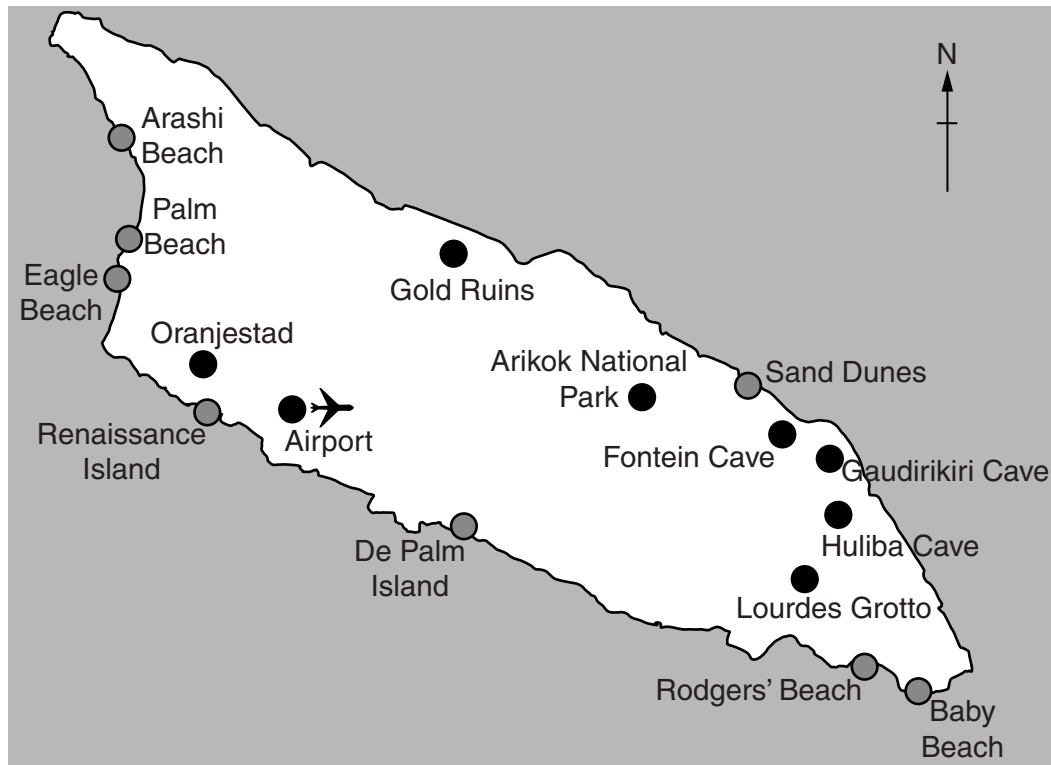 N
Arashi
Beach
Palm
Beach
Eagle
Beach
Gold Ruins
Oranjestad
Arikok National
Park
Sand Dunes
Renaissance
Island
Airport
Fontein Cave
Gaudirikiri Cave
De Palm
Island
Huliba Cave
Lourdes Grotto
Rodgers’ Beach
Baby
Beach